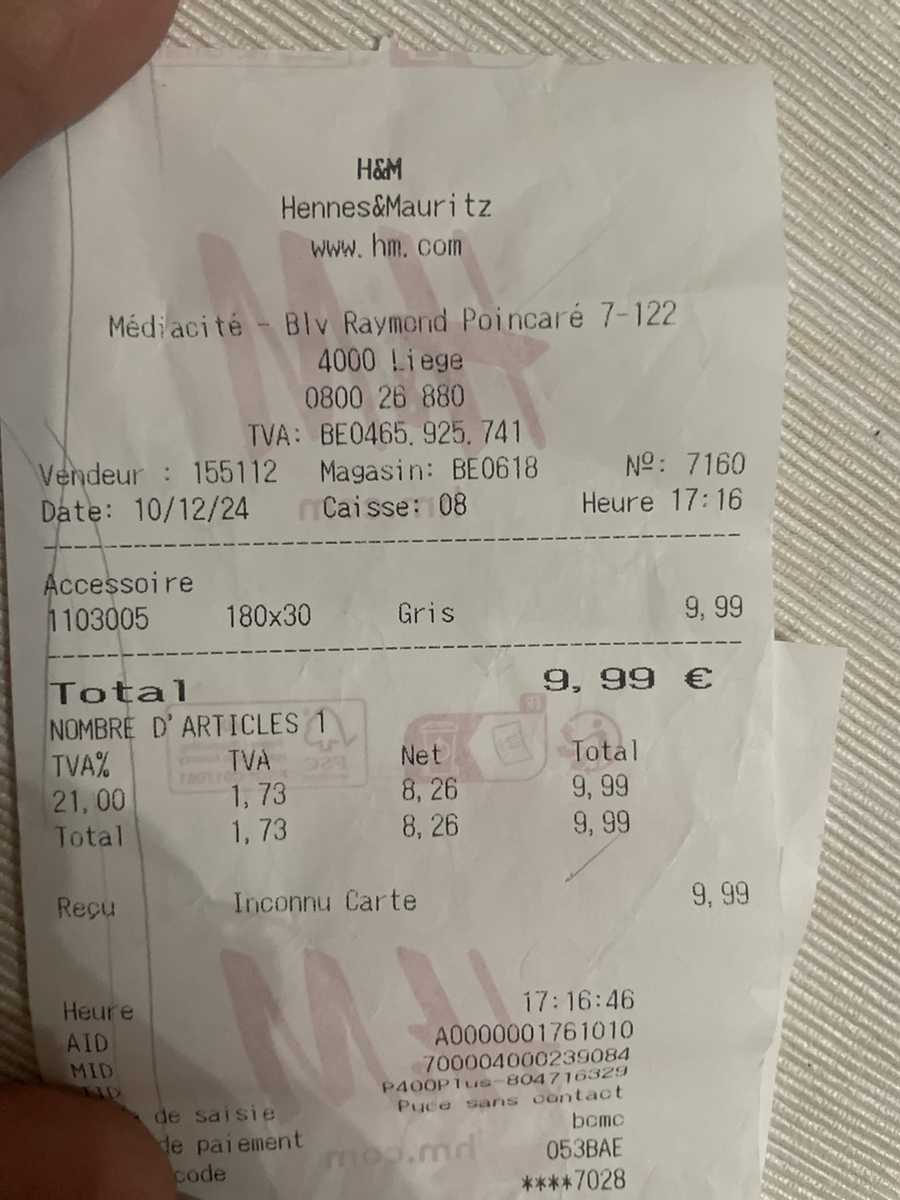 H&M
Hennes&Mauritz
www.hm.com
Médiacité - Blv Raymond Poincaré 7-122
4000 Liege
0800 26 880
TVA: BE0465.925.741
Vendeur : 155112 Magasin: BE0618 Nº: 7160
Date: 10/12/24 Caisse: 08 Heure 17:16
Accessoire
1103005 180x30 Gris 9,99
Total 9,99 €
NOMBRE D'ARTICLES 1
TVA% TVA Net Total
21,00 1,73 8,26 9,99
Total 1,73 8,26 9,99
Reçu Inconnu Carte 9,99
Heure 17:16:46
AID A0000001761010
MID 700004000239084
TID P400Plus-804716329
de saisie Puce sans contact
de paiement bcmc
code 053BAE
****7028